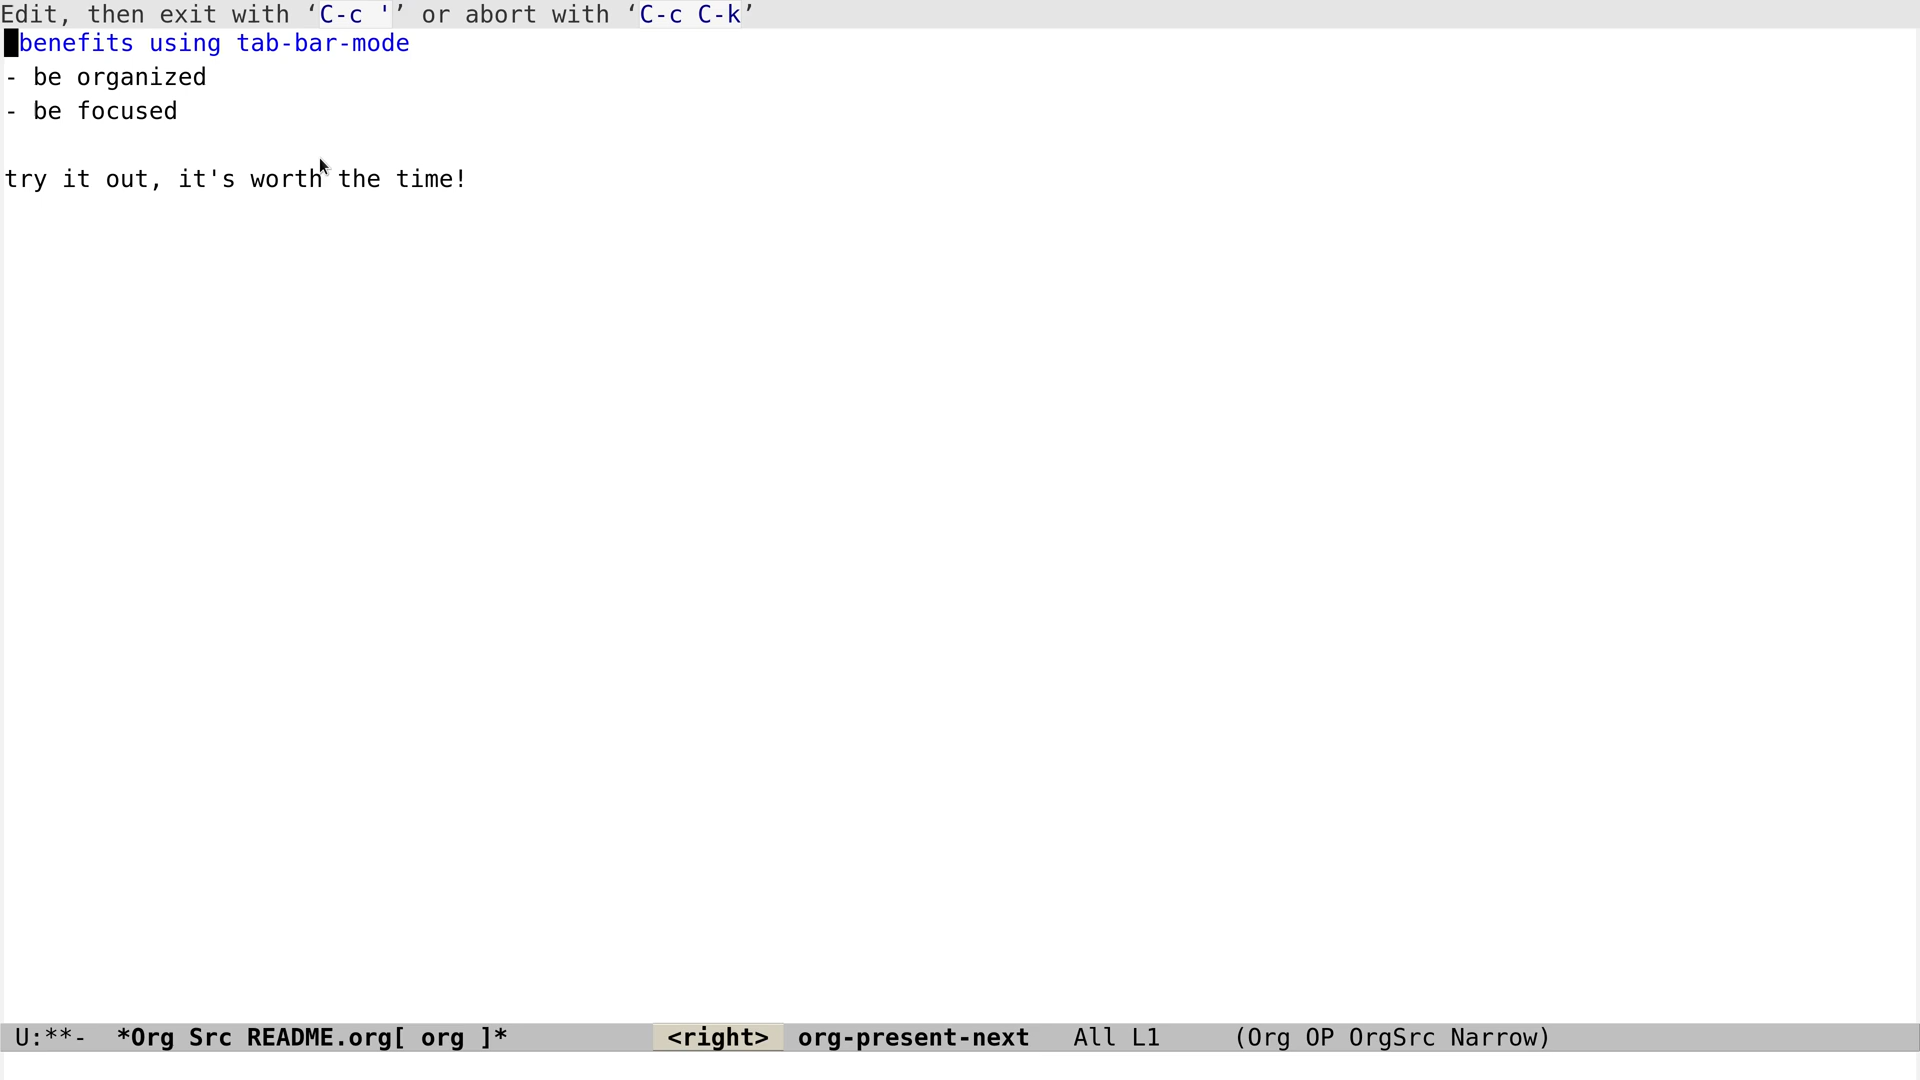 Edit, then exit with ‘C-c '’ or abort with ‘C-c C-k’
benefits using tab-bar-mode
- be organized
- be focused
try it out, it's worth the time!
U:**-  *Org Src README.org[ org ]*  <right> org-present-next  All L1  (Org OP OrgSrc Narrow)